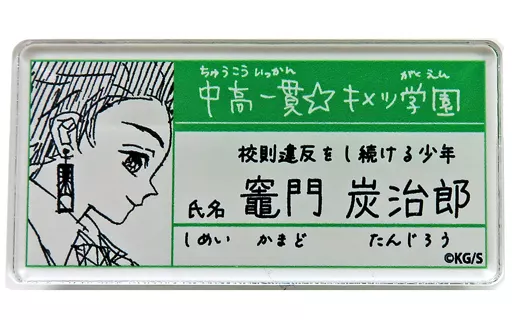 ちゅうこういっかん がくえん
中高一貫☆キメツ学園
校則違反をし続ける少年
氏名 竈門 炭治郎
しめい かまど たんじろう
©KG/S